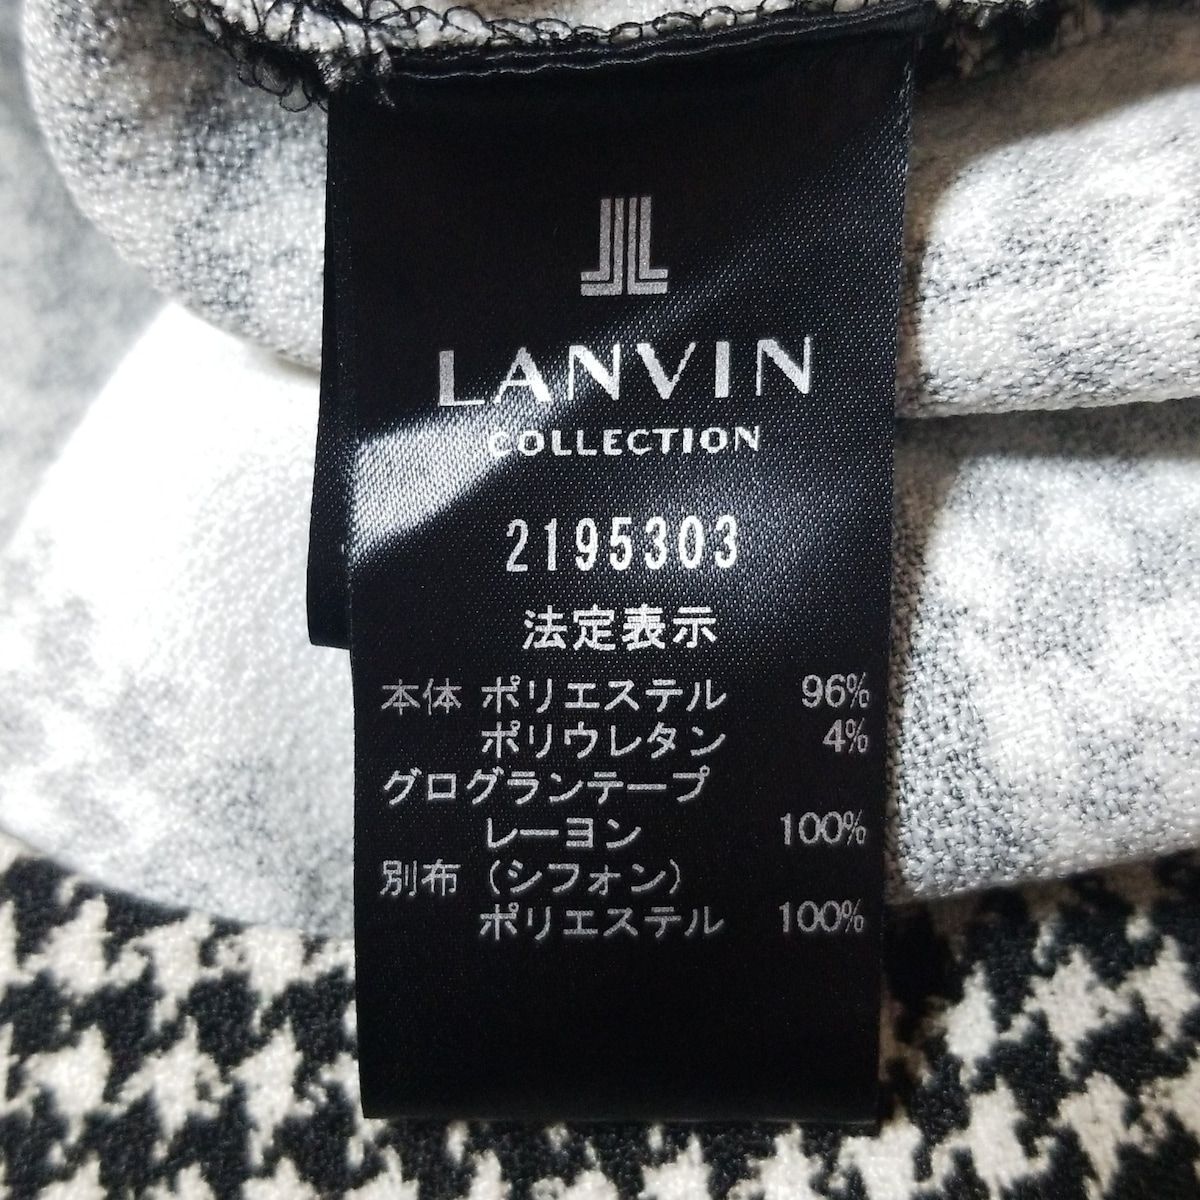 LANVIN
COLLECTION
2195303
法定表示
本体 ポリエステル 96%
ポリウレタン 4%
グログランテープ
レーヨン 100%
別布 (シフォン)
ポリエステル 100%